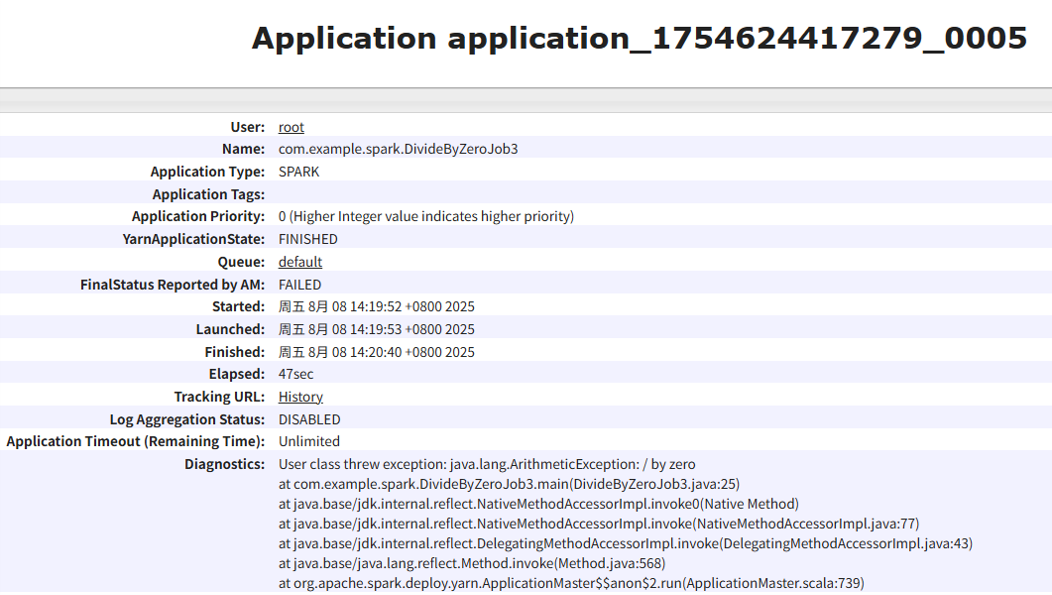 Application application_1754624417279_0005
User: root
Name: com.example.spark.DivideByZeroJob3
Application Type: SPARK
Application Tags:
Application Priority: 0 (Higher Integer value indicates higher priority)
YarnApplicationState: FINISHED
Queue: default
FinalStatus Reported by AM: FAILED
Started: 周五 8月 08 14:19:52 +0800 2025
Launched: 周五 8月 08 14:19:53 +0800 2025
Finished: 周五 8月 08 14:20:40 +0800 2025
Elapsed: 47sec
Tracking URL: History
Log Aggregation Status: DISABLED
Application Timeout (Remaining Time): Unlimited
Diagnostics: User class threw exception: java.lang.ArithmeticException: / by zero
at com.example.spark.DivideByZeroJob3.main(DivideByZeroJob3.java:25)
at java.base/jdk.internal.reflect.NativeMethodAccessorImpl.invoke0(Native Method)
at java.base/jdk.internal.reflect.NativeMethodAccessorImpl.invoke(NativeMethodAccessorImpl.java:77)
at java.base/jdk.internal.reflect.DelegatingMethodAccessorImpl.invoke(DelegatingMethodAccessorImpl.java:43)
at java.base/java.lang.reflect.Method.invoke(Method.java:568)
at org.apache.spark.deploy.yarn.ApplicationMaster$$anon$2.run(ApplicationMaster.scala:739)